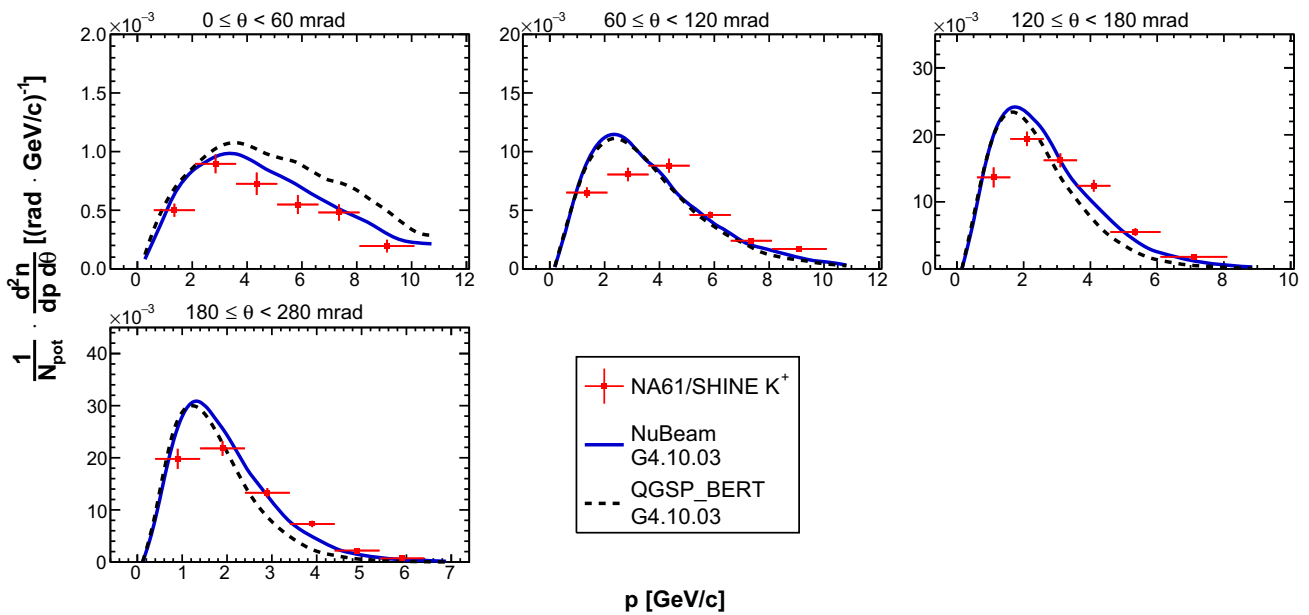 0 ≤ θ < 60 mrad
×10⁻³
2.0
1.5
1.0
0.5
0.0
0 2 4 6 8 10 12
60 ≤ θ < 120 mrad
×10⁻³
20
15
10
5
0
0 2 4 6 8 10 12
120 ≤ θ < 180 mrad
×10⁻³
30
20
10
0
0 2 4 6 8 10
180 ≤ θ < 280 mrad
×10⁻³
40
30
20
10
0
0 1 2 3 4 5 6 7
1/N_pot · d²n/dp dθ [(rad · GeV/c)⁻¹]
NA61/SHINE K⁺
NuBeam
G4.10.03
QGSP_BERT
G4.10.03
p [GeV/c]